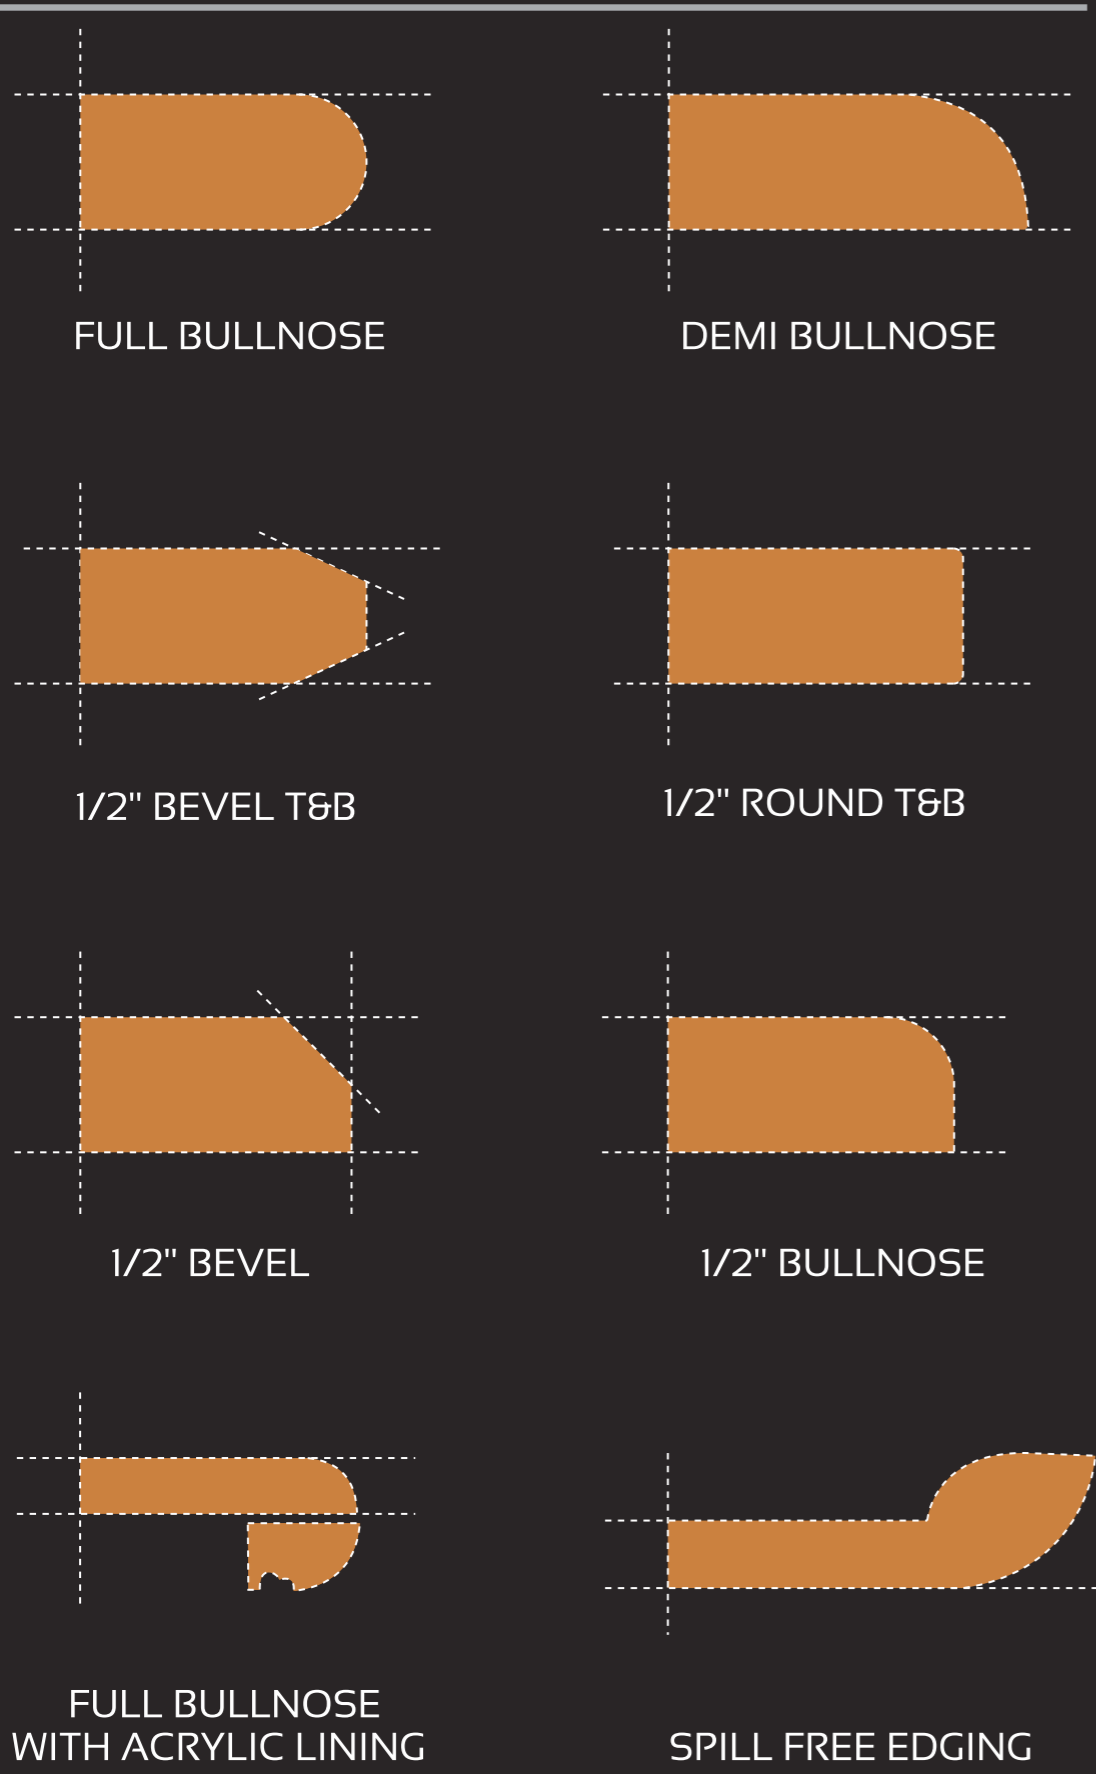 FULL BULLNOSE
DEMI BULLNOSE
1/2" BEVEL T&B
1/2" ROUND T&B
1/2" BEVEL
1/2" BULLNOSE
FULL BULLNOSE
WITH ACRYLIC LINING
SPILL FREE EDGING